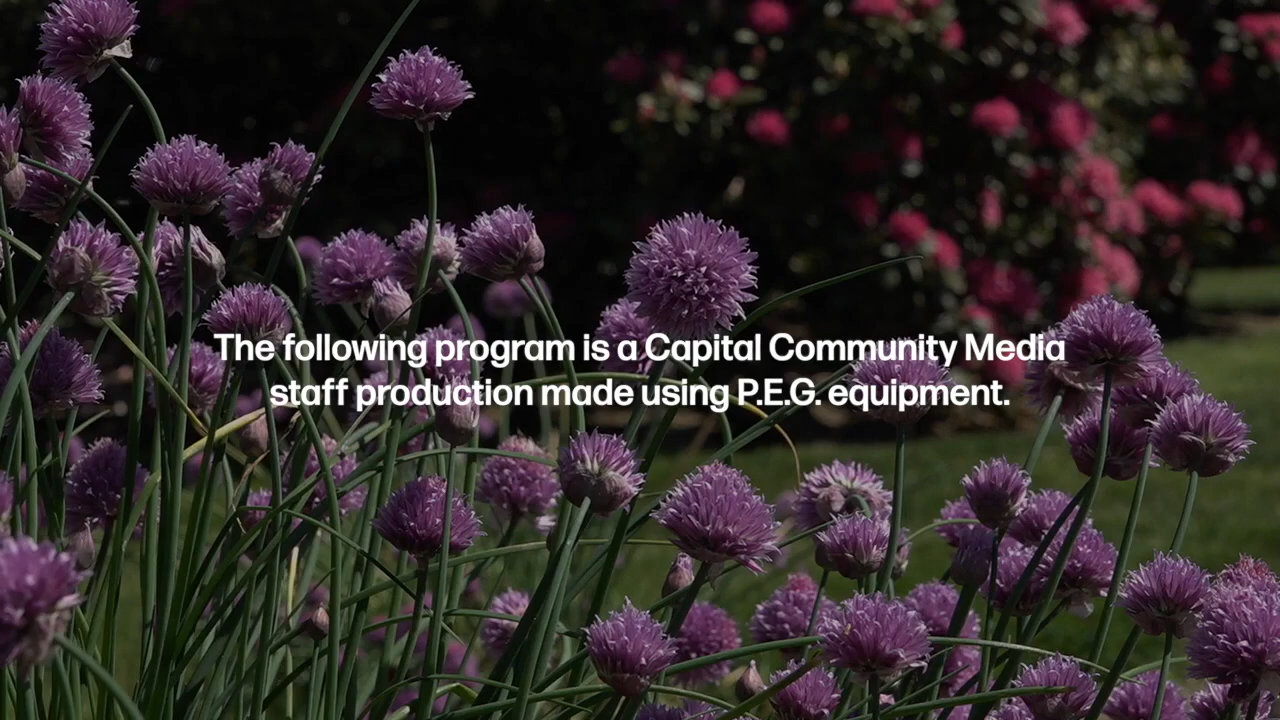 The following program is a Capital Community Media
staff production made using P.E.G. equipment.